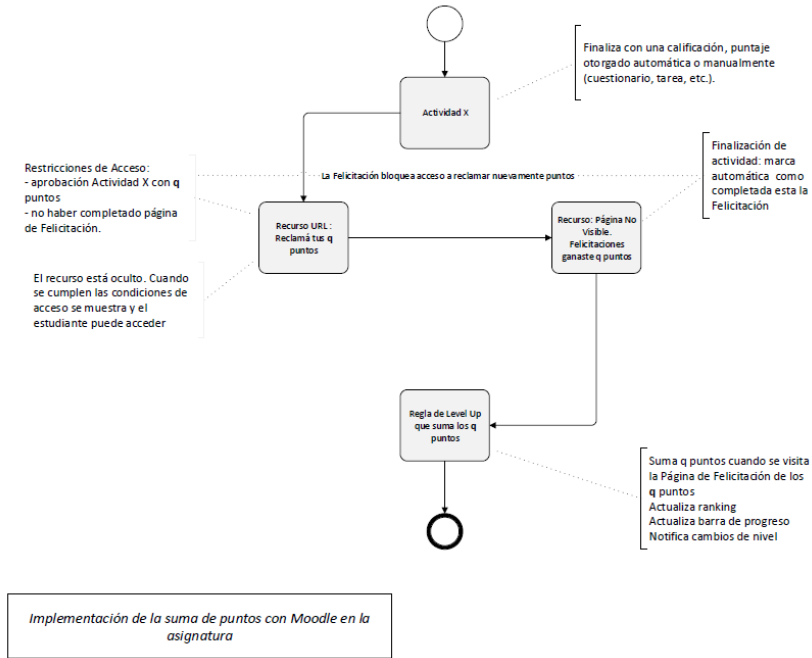 Finaliza con una calificación, puntaje
otorgado automática o manualmente
(cuestionario, tarea, etc.).
Actividad X
Restricciones de Acceso:
- aprobación Actividad X con q
puntos
- no haber completado página
de Felicitación.
La Felicitación bloquea acceso a reclamar nuevamente puntos
Finalización de
actividad: marca
automática como
completada esta la
Felicitación
Recurso URL :
Reclamá tus q
puntos
Recurso: Página No
Visible.
Felicitaciones
ganaste q puntos
El recurso está oculto. Cuando
se cumplen las condiciones de
acceso se muestra y el
estudiante puede acceder
Regla de Level Up
que suma los q
puntos
Suma q puntos cuando se visita
la Página de Felicitación de los
q puntos
Actualiza ranking
Actualiza barra de progreso
Notifica cambios de nivel
Implementación de la suma de puntos con Moodle en la
asignatura